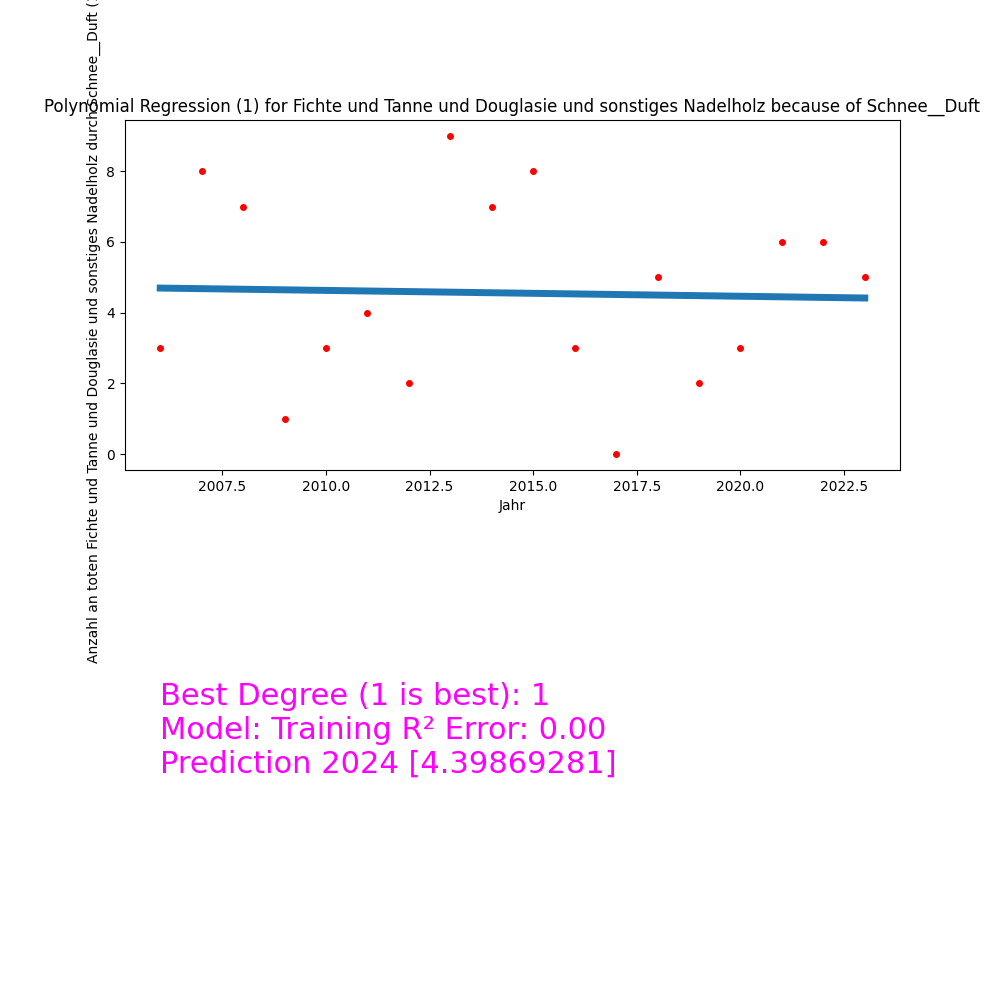 Polynomial Regression (1) for Fichte und Tanne und Douglasie und sonstiges Nadelholz because of Schnee__Duft
Anzahl an toten Fichte und Tanne und Douglasie und sonstiges Nadelholz durch Schnee__Duft (
8
6
4
2
0
2007.5 2010.0 2012.5 2015.0 2017.5 2020.0 2022.5
Jahr
Best Degree (1 is best): 1
Model: Training R² Error: 0.00
Prediction 2024 [4.39869281]